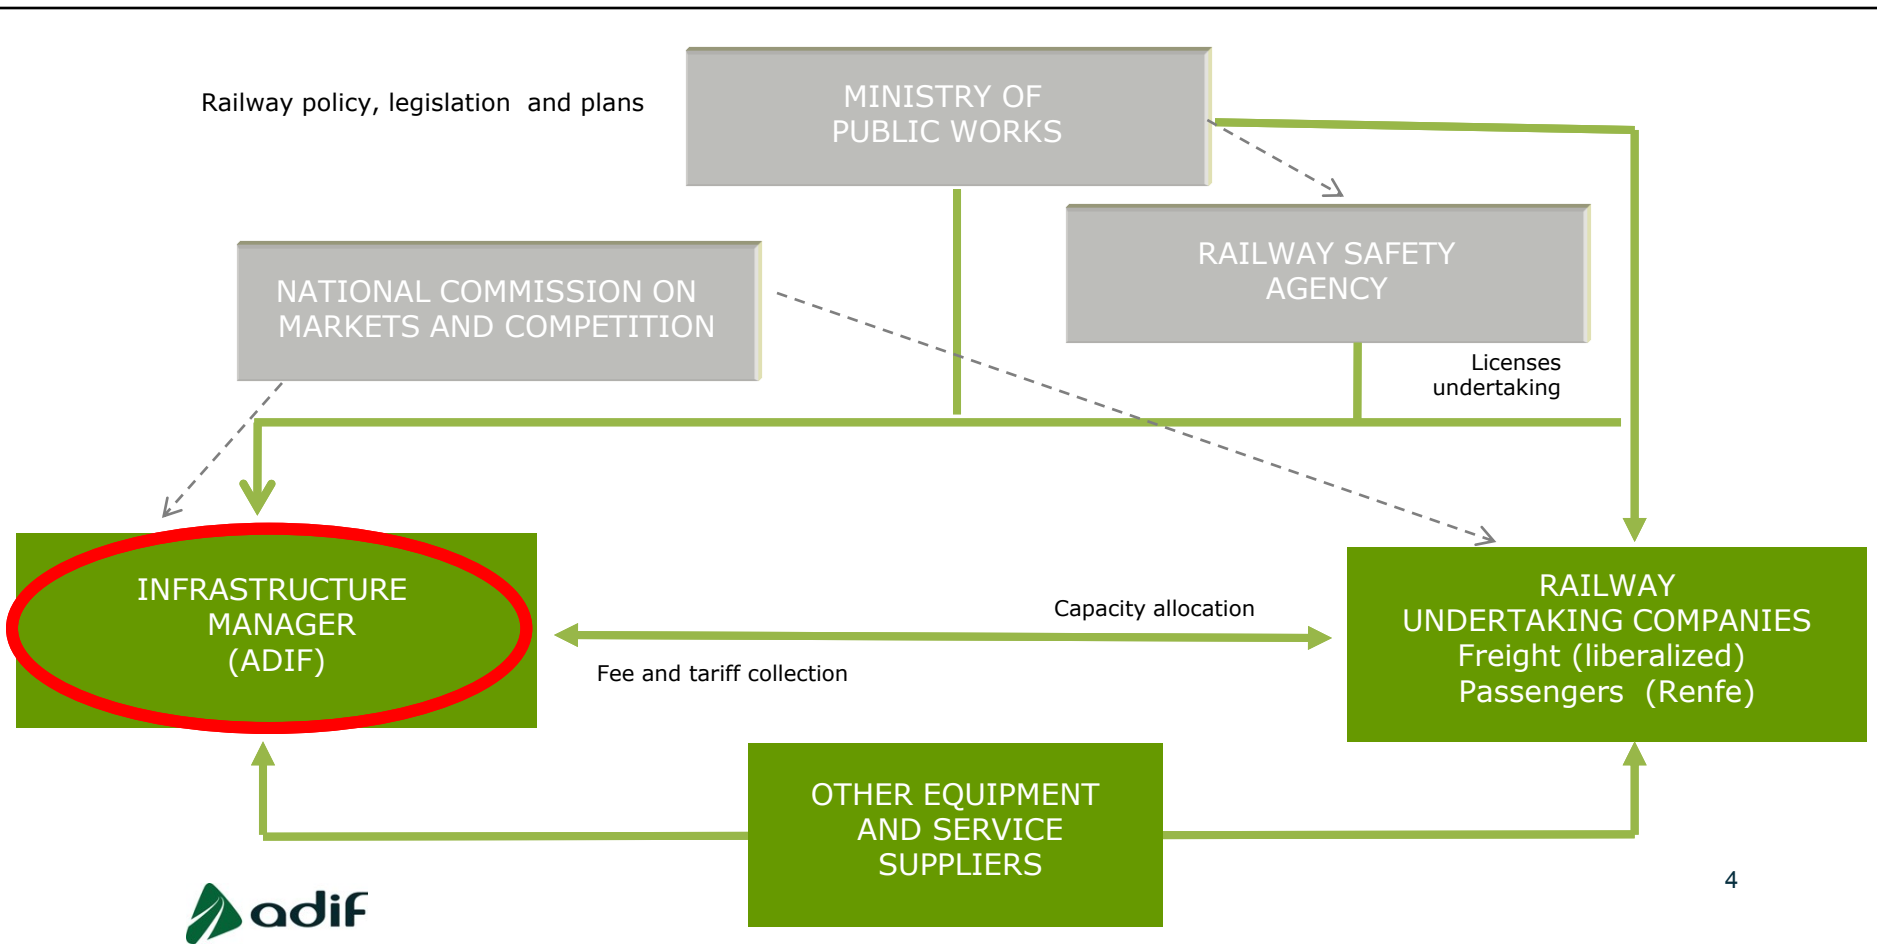 Railway policy, legislation and plans
MINISTRY OF
PUBLIC WORKS
RAILWAY SAFETY
AGENCY
NATIONAL COMMISSION ON
MARKETS AND COMPETITION
Licenses
undertaking
INFRASTRUCTURE
MANAGER
(ADIF)
Capacity allocation
Fee and tariff collection
RAILWAY
UNDERTAKING COMPANIES
Freight (liberalized)
Passengers (Renfe)
OTHER EQUIPMENT
AND SERVICE
SUPPLIERS
adif
4